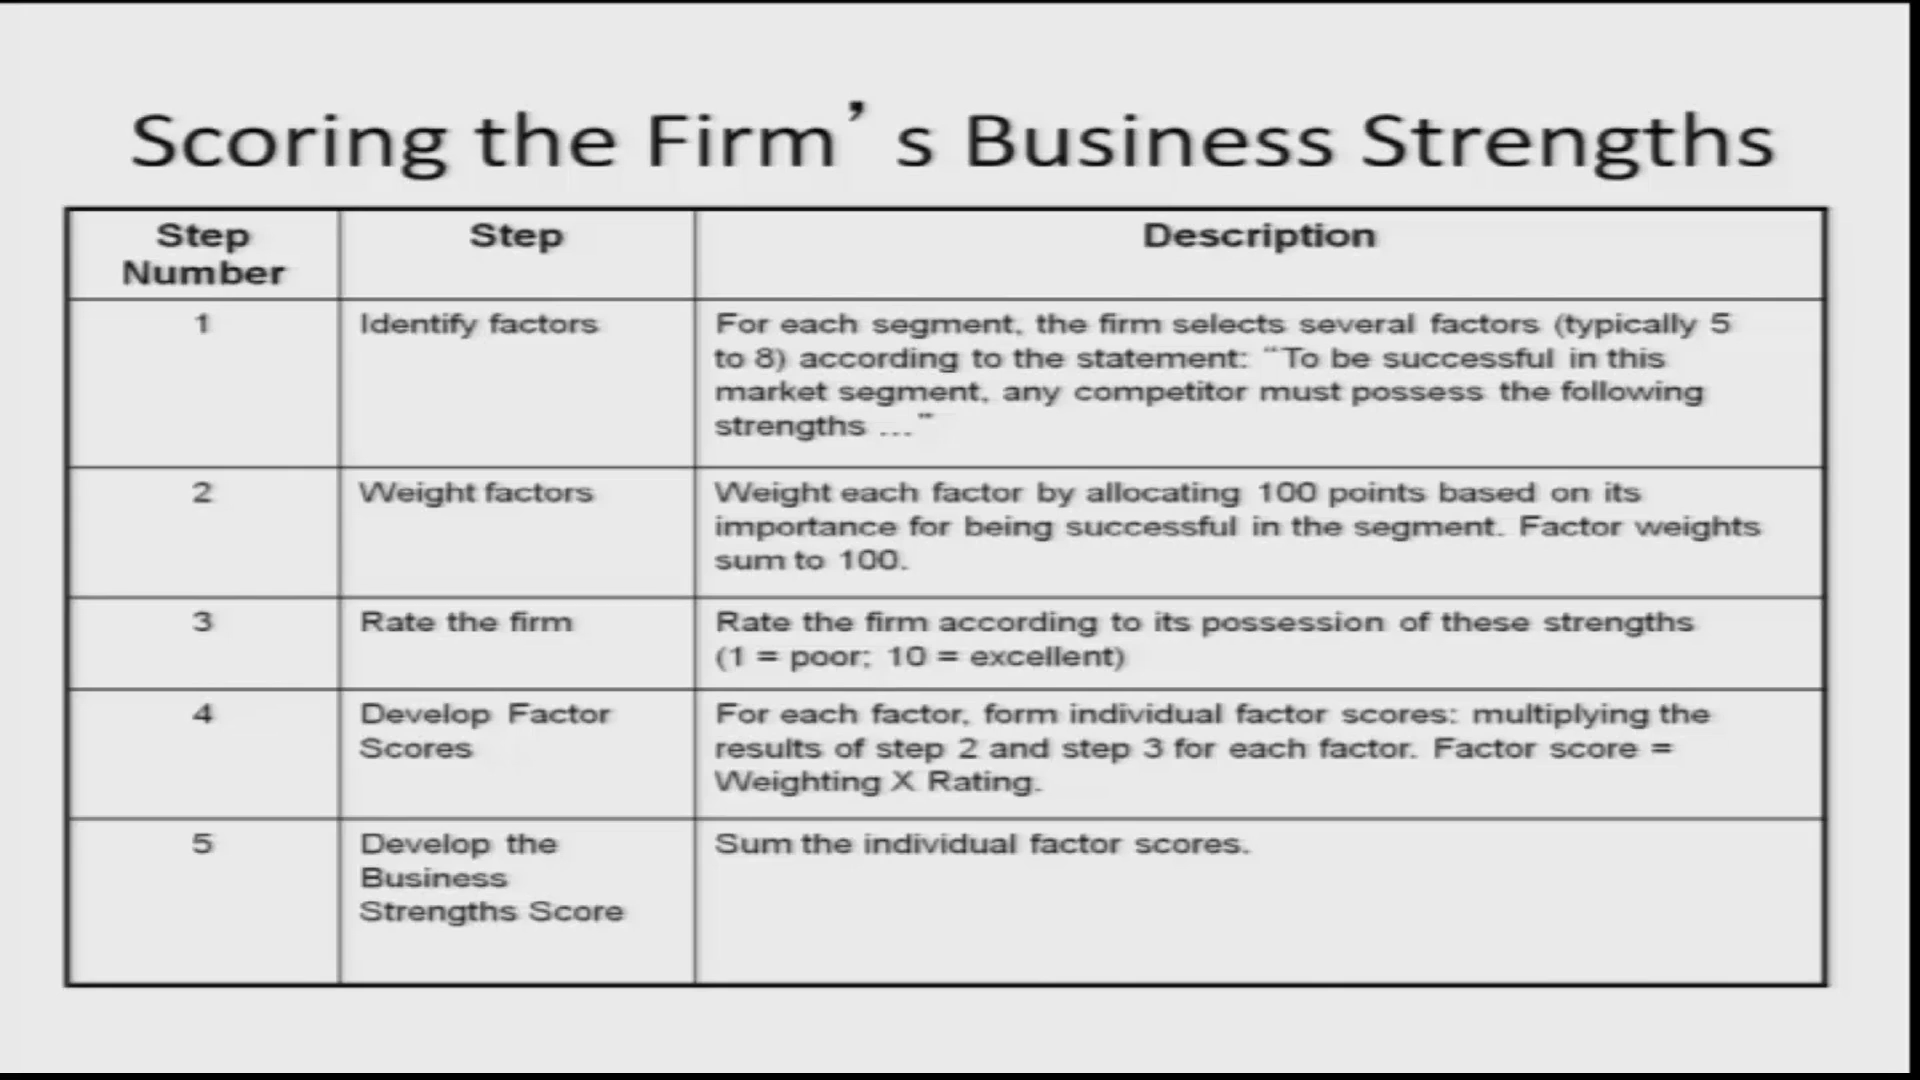 Scoring the Firm’s Business Strengths
Step Number
Step
Description
1
Identify factors
For each segment, the firm selects several factors (typically 5
to 8) according to the statement: “To be successful in this
market segment, any competitor must possess the following
strengths …”
2
Weight factors
Weight each factor by allocating 100 points based on its
importance for being successful in the segment. Factor weights
sum to 100.
3
Rate the firm
Rate the firm according to its possession of these strengths
(1 = poor; 10 = excellent)
4
Develop Factor
Scores
For each factor, form individual factor scores: multiplying the
results of step 2 and step 3 for each factor. Factor score =
Weighting X Rating.
5
Develop the
Business
Strengths Score
Sum the individual factor scores.